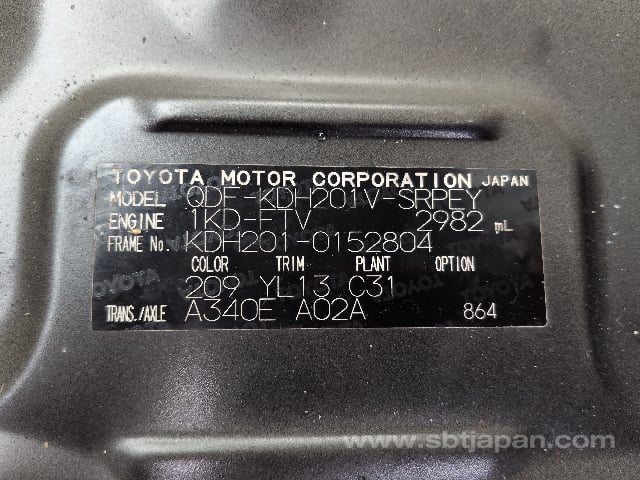 TOYOTA MOTOR CORPORATION JAPAN
MODEL QDF-KDH201V-SRPEY
ENGINE 1KD-FTV 2982 mL
FRAME No. KDH201-0152804
COLOR TRIM PLANT OPTION
209 YL13 C31
TRANS./AXLE A340E A02A 864
www.sbtjapan.com